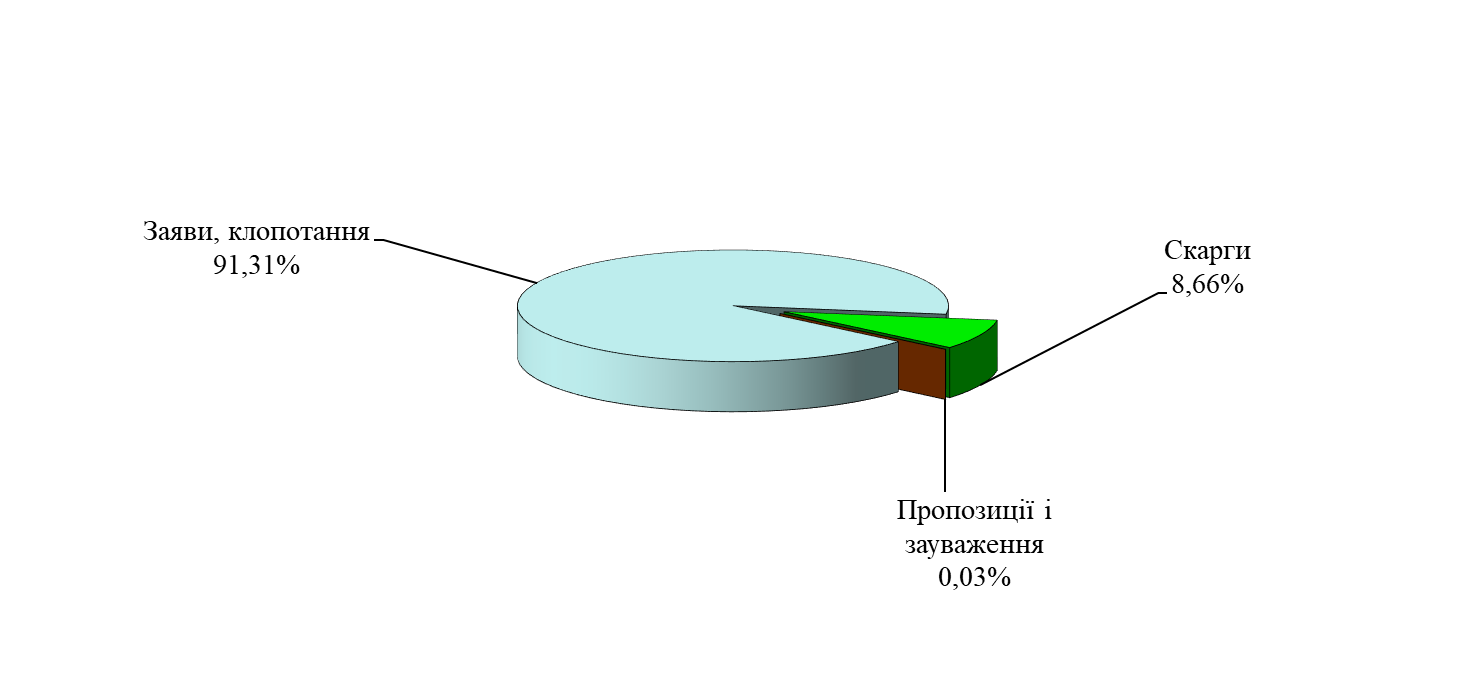 Заяви, клопотання
91,31%
Скарги
8,66%
Пропозиції і
зауваження
0,03%